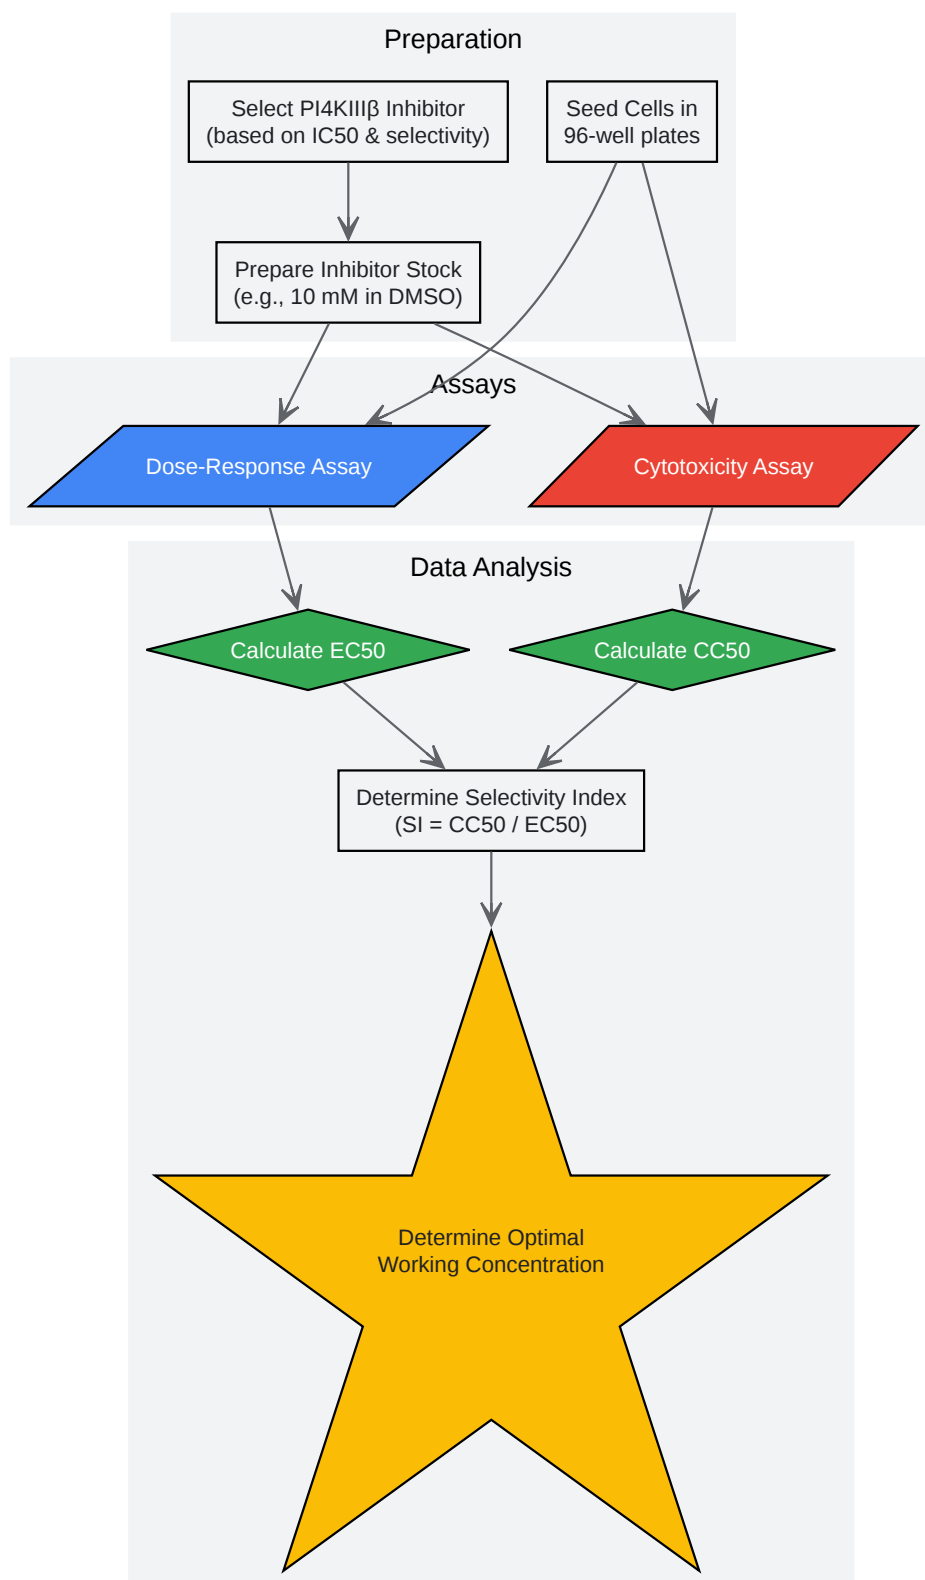 Preparation
Select PI4KIIIβ Inhibitor
(based on IC50 & selectivity)
Seed Cells in
96-well plates
Prepare Inhibitor Stock
(e.g., 10 mM in DMSO)
Assays
Dose-Response Assay
Cytotoxicity Assay
Data Analysis
Calculate EC50
Calculate CC50
Determine Selectivity Index
(SI = CC50 / EC50)
Determine Optimal
Working Concentration